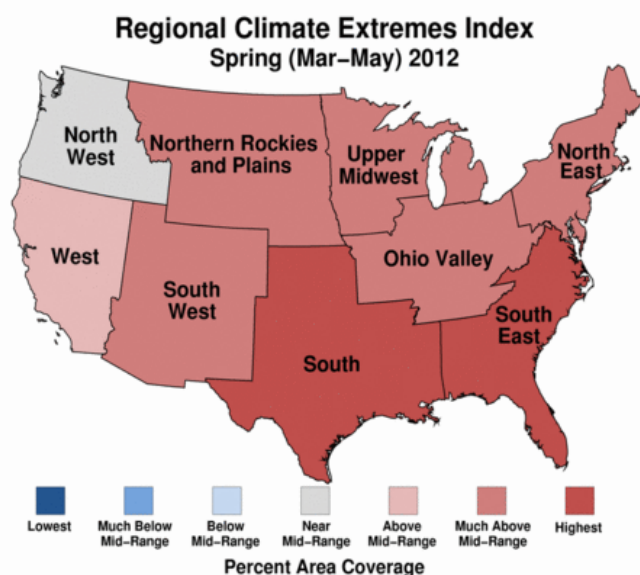 Regional Climate Extremes Index
Spring (Mar–May) 2012
North
West
Northern Rockies
and Plains
Upper
Midwest
North
East
West
South
West
Ohio Valley
South
East
South
Lowest
Much Below
Mid-Range
Below
Mid-Range
Near
Mid-Range
Above
Mid-Range
Much Above
Mid-Range
Highest
Percent Area Coverage